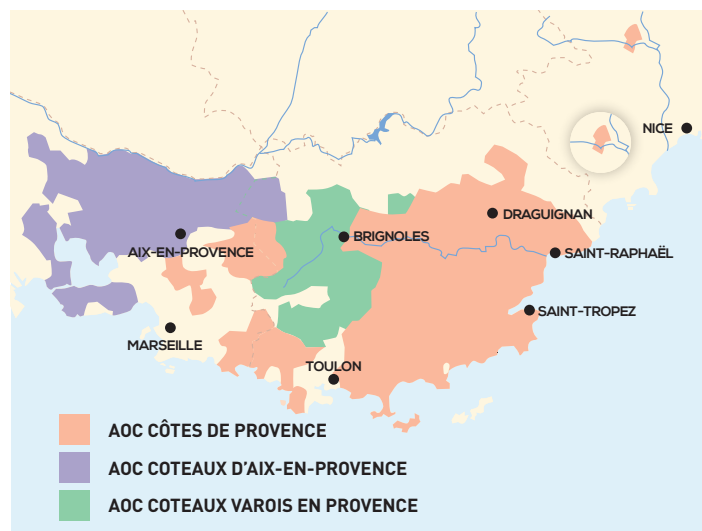 NICE
DRAGUIGNAN
BRIGNOLES
AIX-EN-PROVENCE
SAINT-RAPHAËL
SAINT-TROPEZ
MARSEILLE
TOULON
AOC CÔTES DE PROVENCE
AOC COTEAUX D'AIX-EN-PROVENCE
AOC COTEAUX VAROIS EN PROVENCE